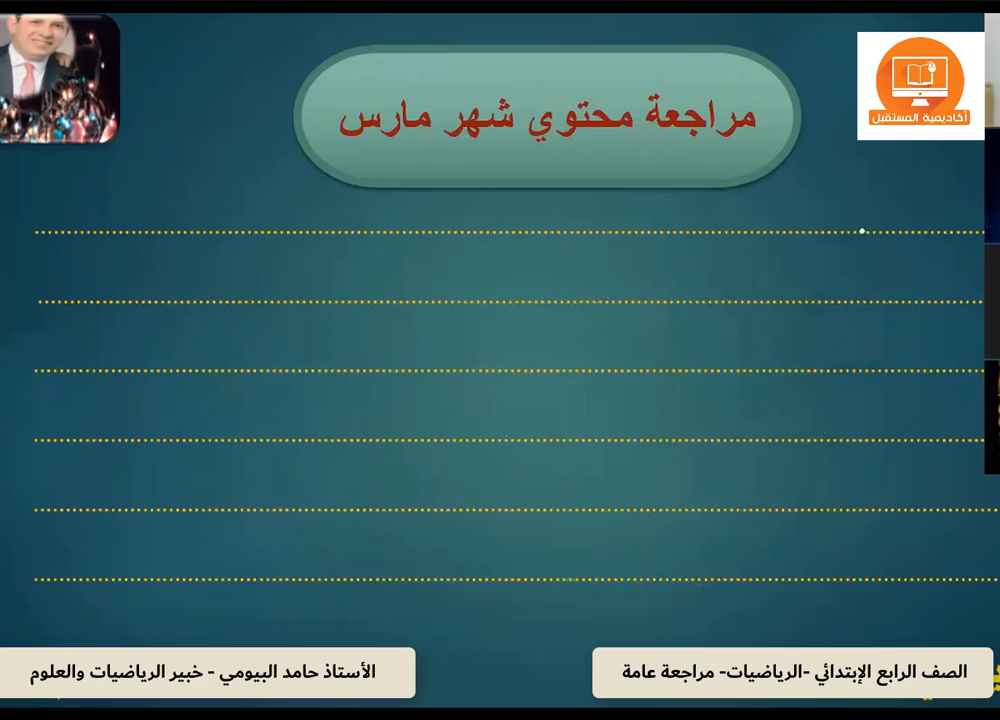 مراجعة محتوي شهر مارس
أكاديمية المستقبل
الصف الرابع الإبتدائي -الرياضيات- مراجعة عامة
الأستاذ حامد البيومي - خبير الرياضيات والعلوم